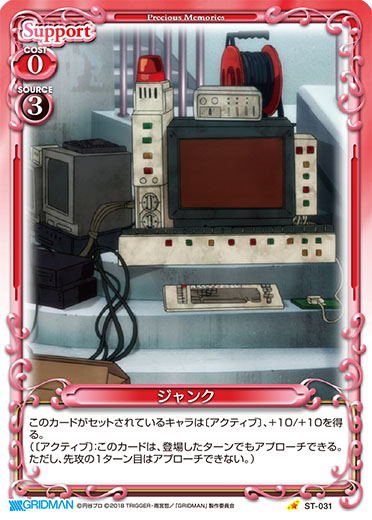 Precious Memories
Support
COST
0
SOURCE
3
ジャンク
このカードがセットされているキャラは〔アクティブ〕、+10/+10を得
る。
(〔アクティブ〕:このカードは、登場したターンでもアプローチできる。
ただし、先攻の1ターン目はアプローチできない。)
GRIDMAN ©円谷プロ ©2018 TRIGGER・雨宮哲/「GRIDMAN」製作委員会 ST-031